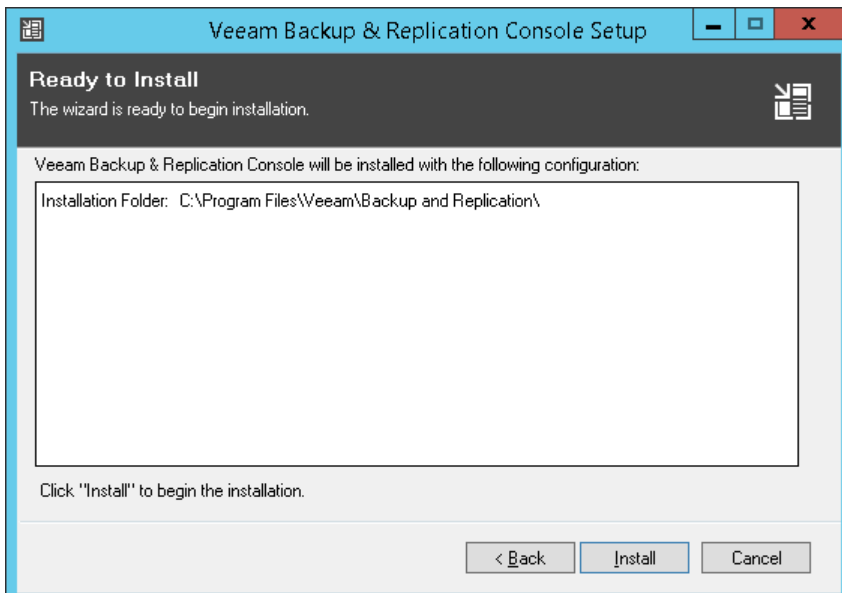 Veeam Backup & Replication Console Setup
Ready to Install
The wizard is ready to begin installation.
Veeam Backup & Replication Console will be installed with the following configuration:
Installation Folder: C:\Program Files\Veeam\Backup and Replication\
Click "Install" to begin the installation.
< Back Install Cancel